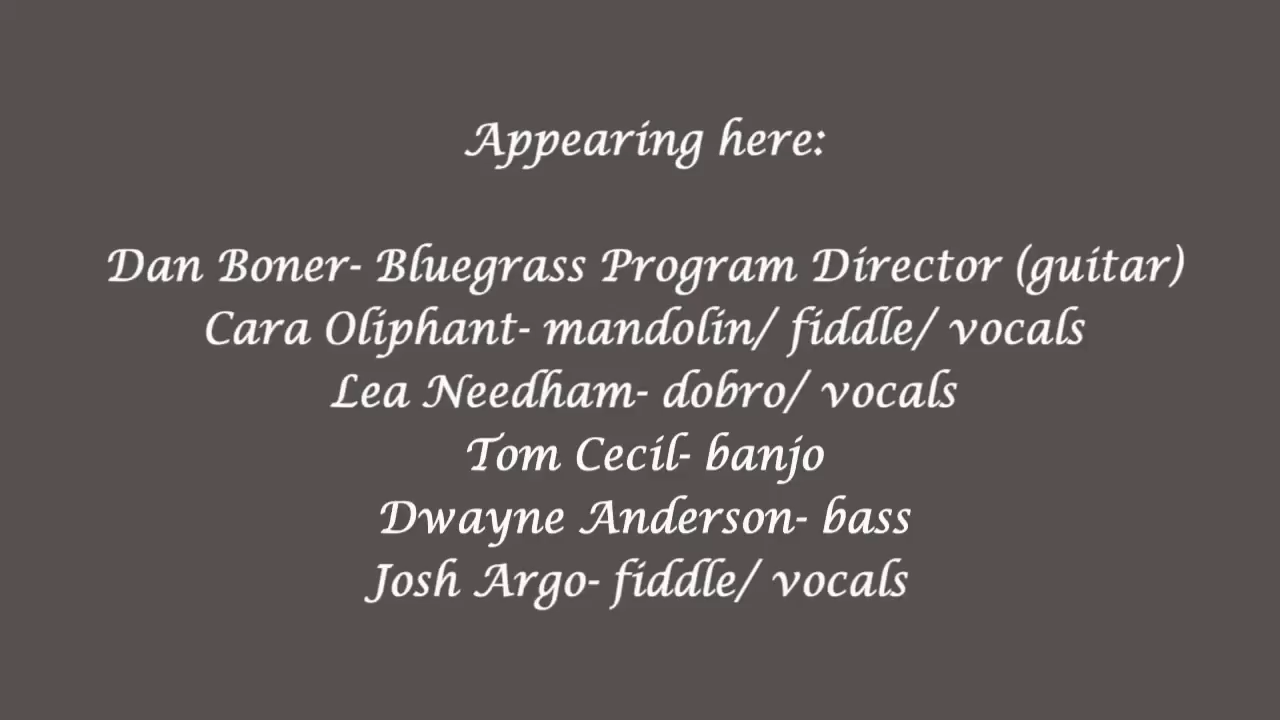 Appearing here:
Dan Boner- Bluegrass Program Director (guitar)
Cara Oliphant- mandolin/ fiddle/ vocals
Lea Needham- dobro/ vocals
Tom Cecil- banjo
Dwayne Anderson- bass
Josh Argo- fiddle/ vocals